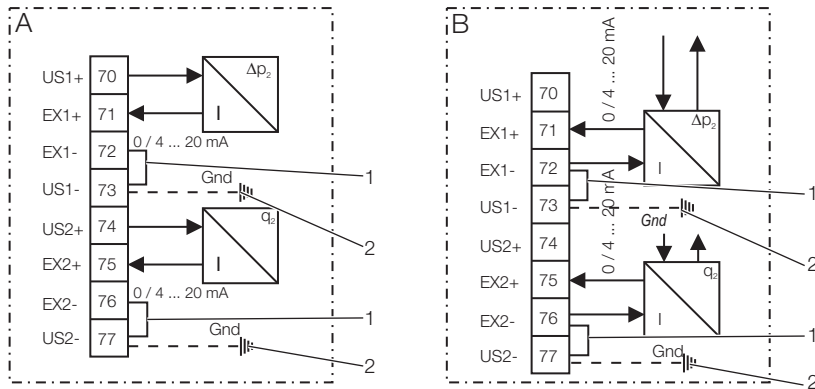 A
US1+ 70
Δp₂
EX1+ 71
I
EX1- 72
0 / 4 ... 20 mA
1
US1- 73
Gnd
US2+ 74
q₂
2
EX2+ 75
I
0 / 4 ... 20 mA
EX2- 76
1
US2- 77
Gnd
2
B
0 / 4 ... 20 mA
US1+ 70
Δp₂
EX1+ 71
I
EX1- 72
1
US1- 73
Gnd
0 / 4 ... 20 mA
US2+ 74
2
q₂
EX2+ 75
I
EX2- 76
1
US2- 77
Gnd
2